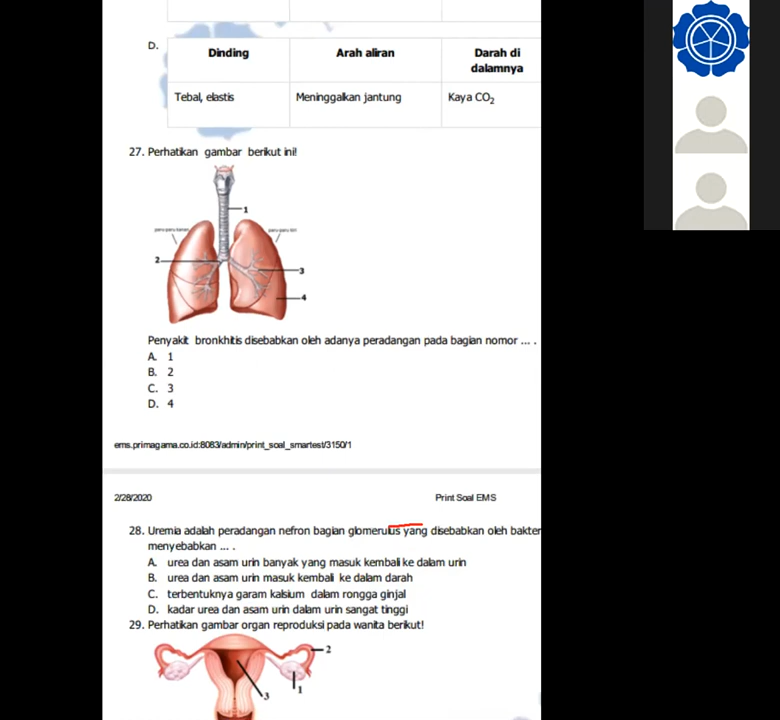 D.
Dinding Arah aliran Darah di dalamnya
Tebal, elastis Meninggalkan jantung Kaya CO2
27. Perhatikan gambar berikut ini!
1
2
3
4
Penyakit bronkhitis disebabkan oleh adanya peradangan pada bagian nomor ... .
A. 1
B. 2
C. 3
D. 4
ems.primagama.co.id:8083/admin/print_soal_smartest/3150/1
2/28/2020 Print Soal EMS
28. Uremia adalah peradangan nefron bagian glomerulus yang disebabkan oleh bakter
menyebabkan ... .
A. urea dan asam urin banyak yang masuk kembali ke dalam urin
B. urea dan asam urin masuk kembali ke dalam darah
C. terbentuknya garam kalsium dalam rongga ginjal
D. kadar urea dan asam urin dalam urin sangat tinggi
29. Perhatikan gambar organ reproduksi pada wanita berikut!
2
1
3